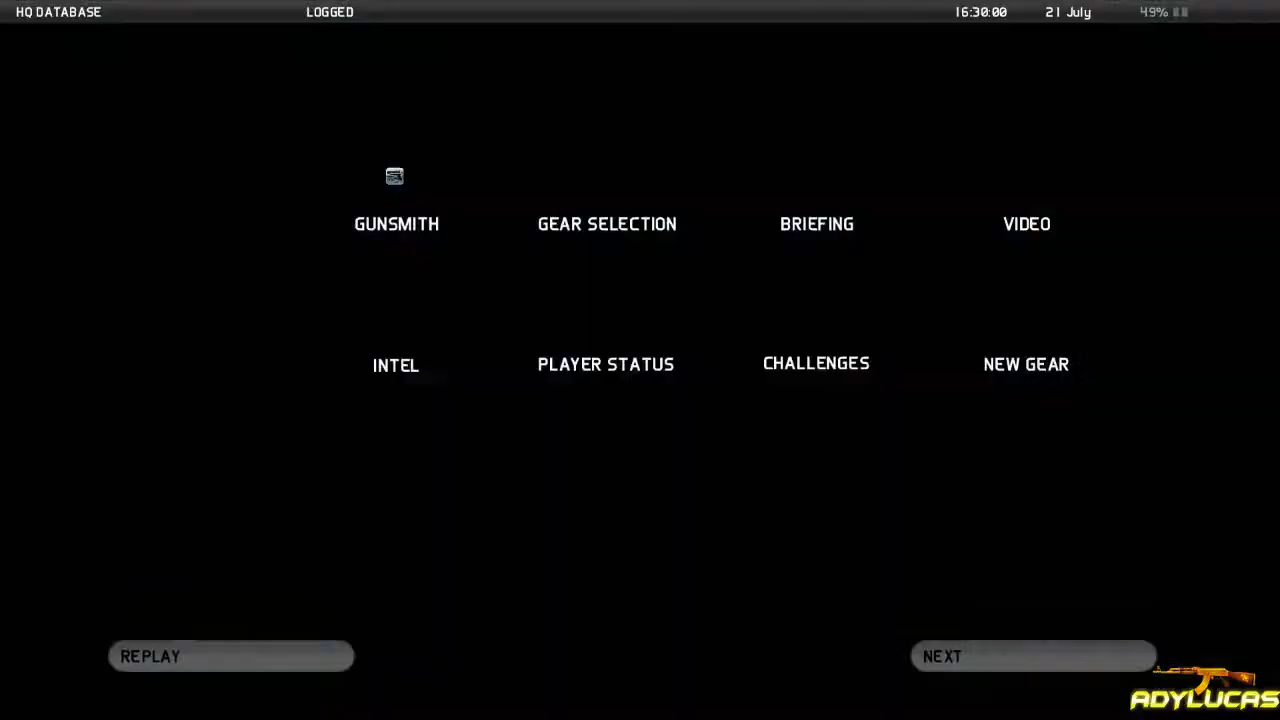 HQ DATABASE LOGGED 16:30:00 21 July 49%
GUNSMITH GEAR SELECTION BRIEFING VIDEO
INTEL PLAYER STATUS CHALLENGES NEW GEAR
REPLAY NEXT
ADYLUCAS